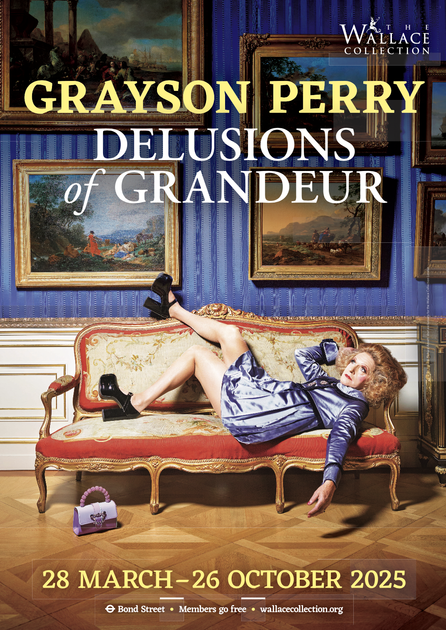 THE
WALLACE
COLLECTION
GRAYSON PERRY
DELUSIONS
of GRANDEUR
28 MARCH–26 OCTOBER 2025
Bond Street • Members go free • wallacecollection.org